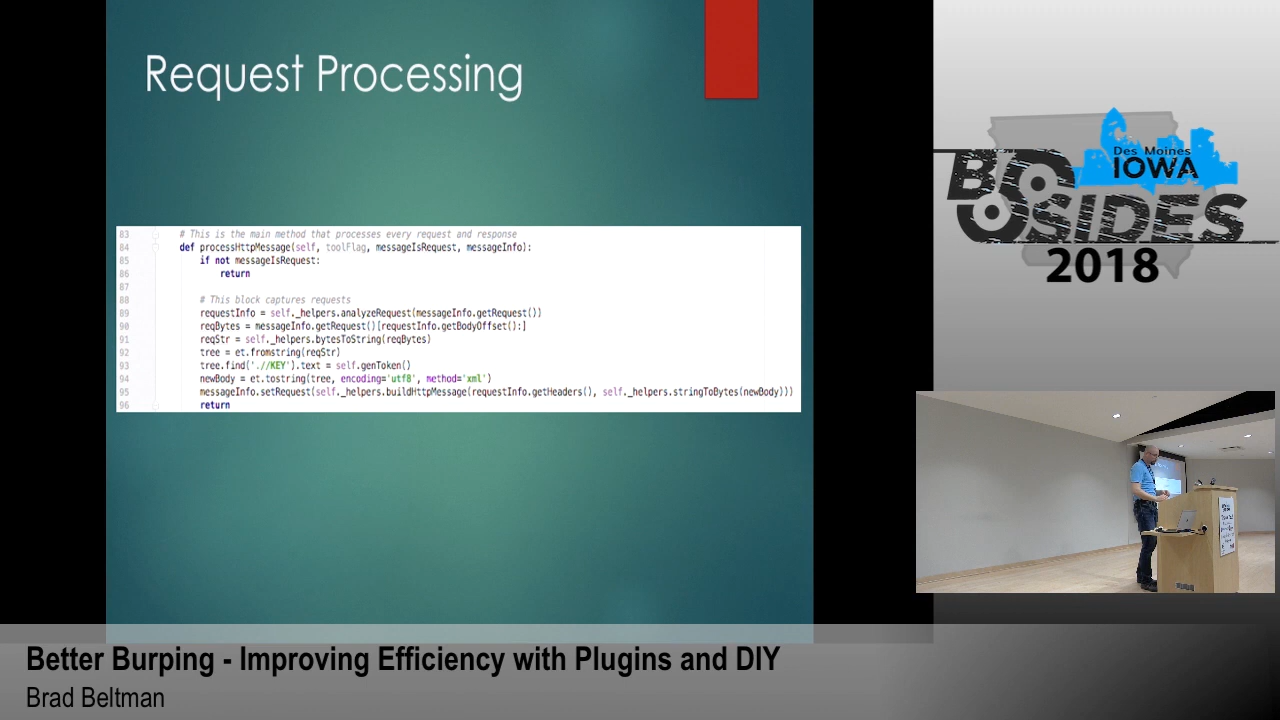 Request Processing
83 # This is the main method that processes every request and response
84 def processHttpMessage(self, toolFlag, messageIsRequest, messageInfo):
85 if not messageIsRequest:
86 return
87
88 # This block captures requests
89 requestInfo = self._helpers.analyzeRequest(messageInfo.getRequest())
90 reqBytes = messageInfo.getRequest()[requestInfo.getBodyOffset():]
91 reqStr = self._helpers.bytesToString(reqBytes)
92 tree = et.fromstring(reqStr)
93 tree.find('.//KEY').text = self.genToken()
94 newBody = et.tostring(tree, encoding='utf8', method='xml')
95 messageInfo.setRequest(self._helpers.buildHttpMessage(requestInfo.getHeaders(), self._helpers.stringToBytes(newBody)))
96 return
Des Moines
IOWA
BSIDES
2018
Better Burping - Improving Efficiency with Plugins and DIY
Brad Beltman